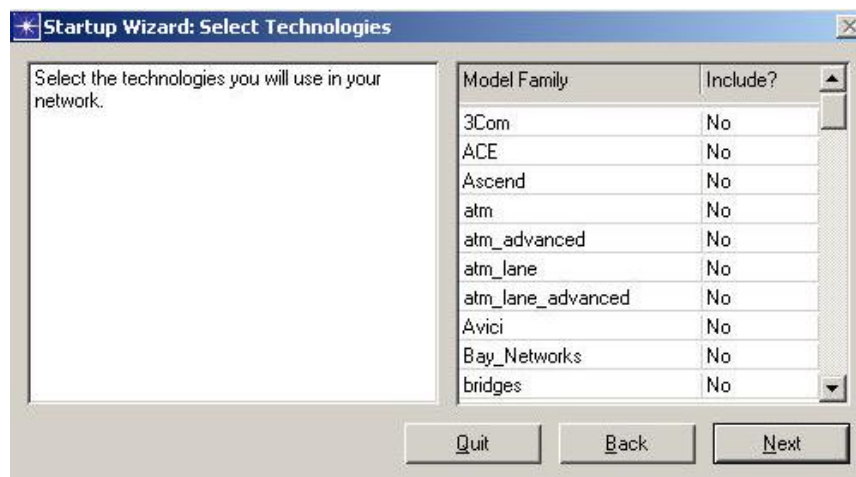 Startup Wizard: Select Technologies
Select the technologies you will use in your
network.
Model Family Include?
3Com No
ACE No
Ascend No
atm No
atm_advanced No
atm_lane No
atm_lane_advanced No
Avici No
Bay_Networks No
bridges No
Quit Back Next